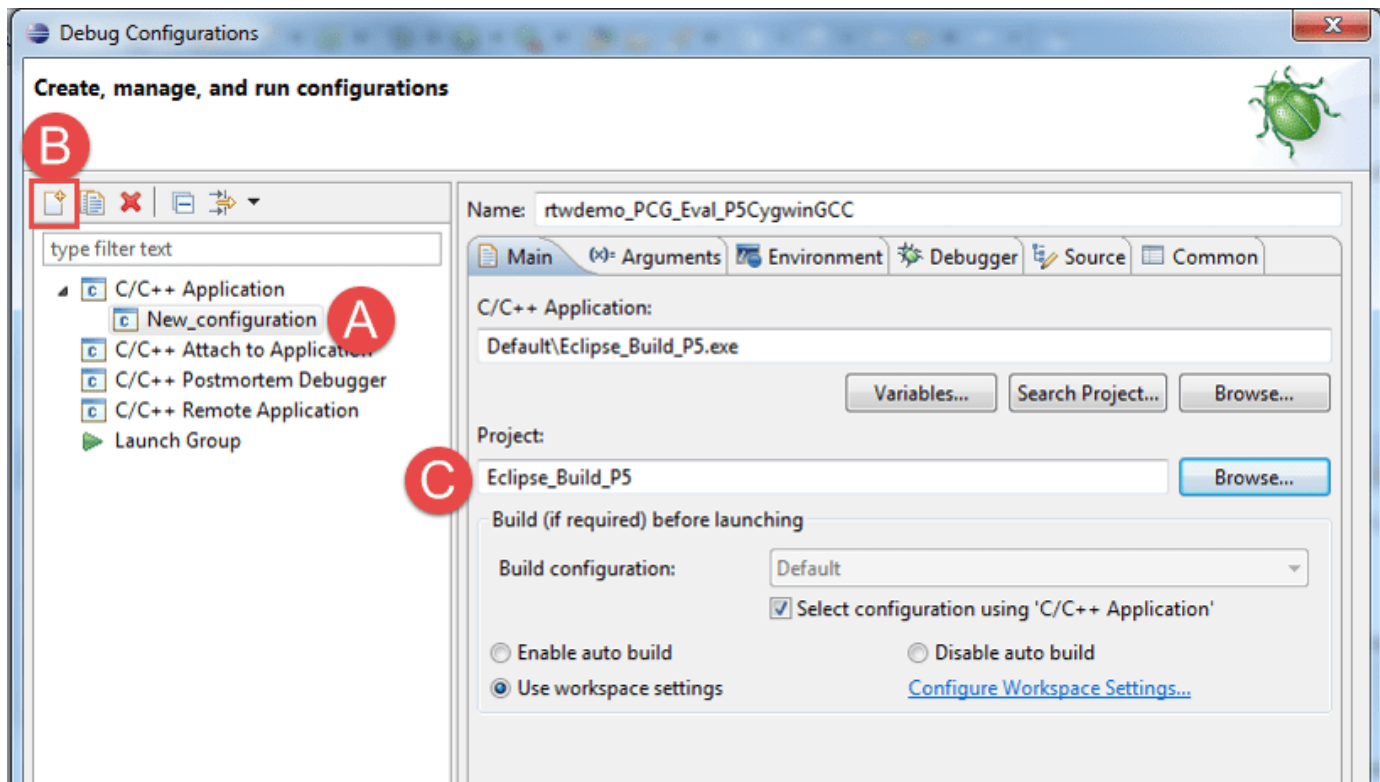 Debug Configurations
Create, manage, and run configurations
B
Name: rtwdemo_PCG_Eval_P5CygwinGCC
type filter text
Main (x)= Arguments Environment Debugger Source Common
C/C++ Application
New_configuration
A
C/C++ Attach to Application
C/C++ Postmortem Debugger
C/C++ Remote Application
Launch Group
C/C++ Application:
Default\Eclipse_Build_P5.exe
Variables... Search Project... Browse...
Project:
C
Eclipse_Build_P5 Browse...
Build (if required) before launching
Build configuration: Default
Select configuration using 'C/C++ Application'
Enable auto build Disable auto build
Use workspace settings Configure Workspace Settings...